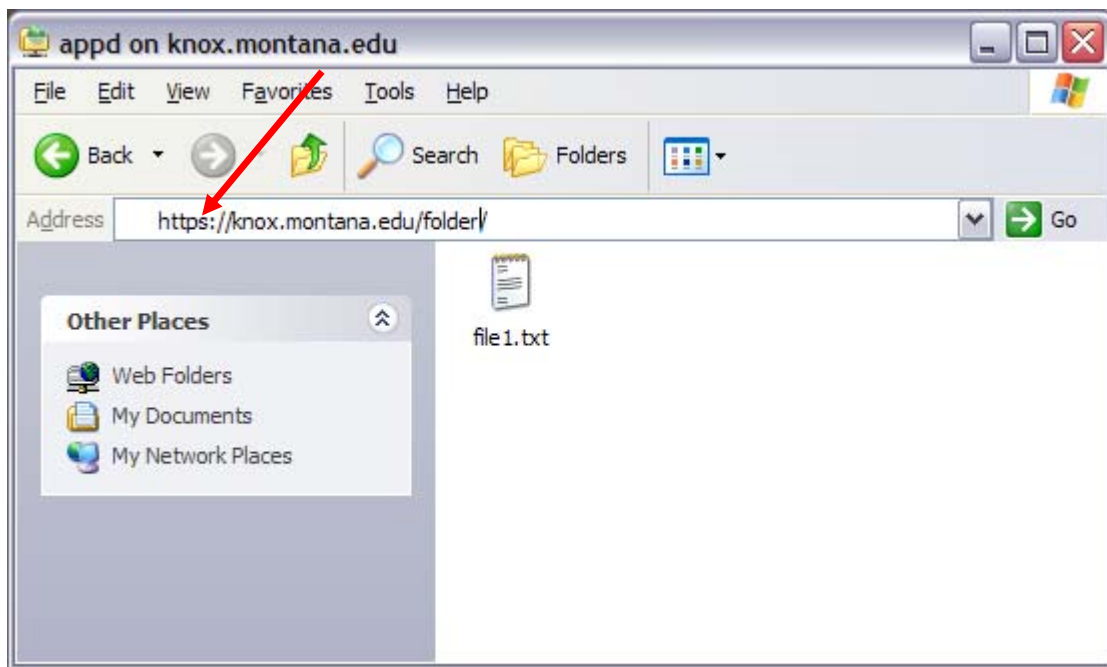 appd on knox.montana.edu
File Edit View Favorites Tools Help
Back Search Folders
Address https://knox.montana.edu/folder/ Go
Other Places
Web Folders
My Documents
My Network Places
file1.txt